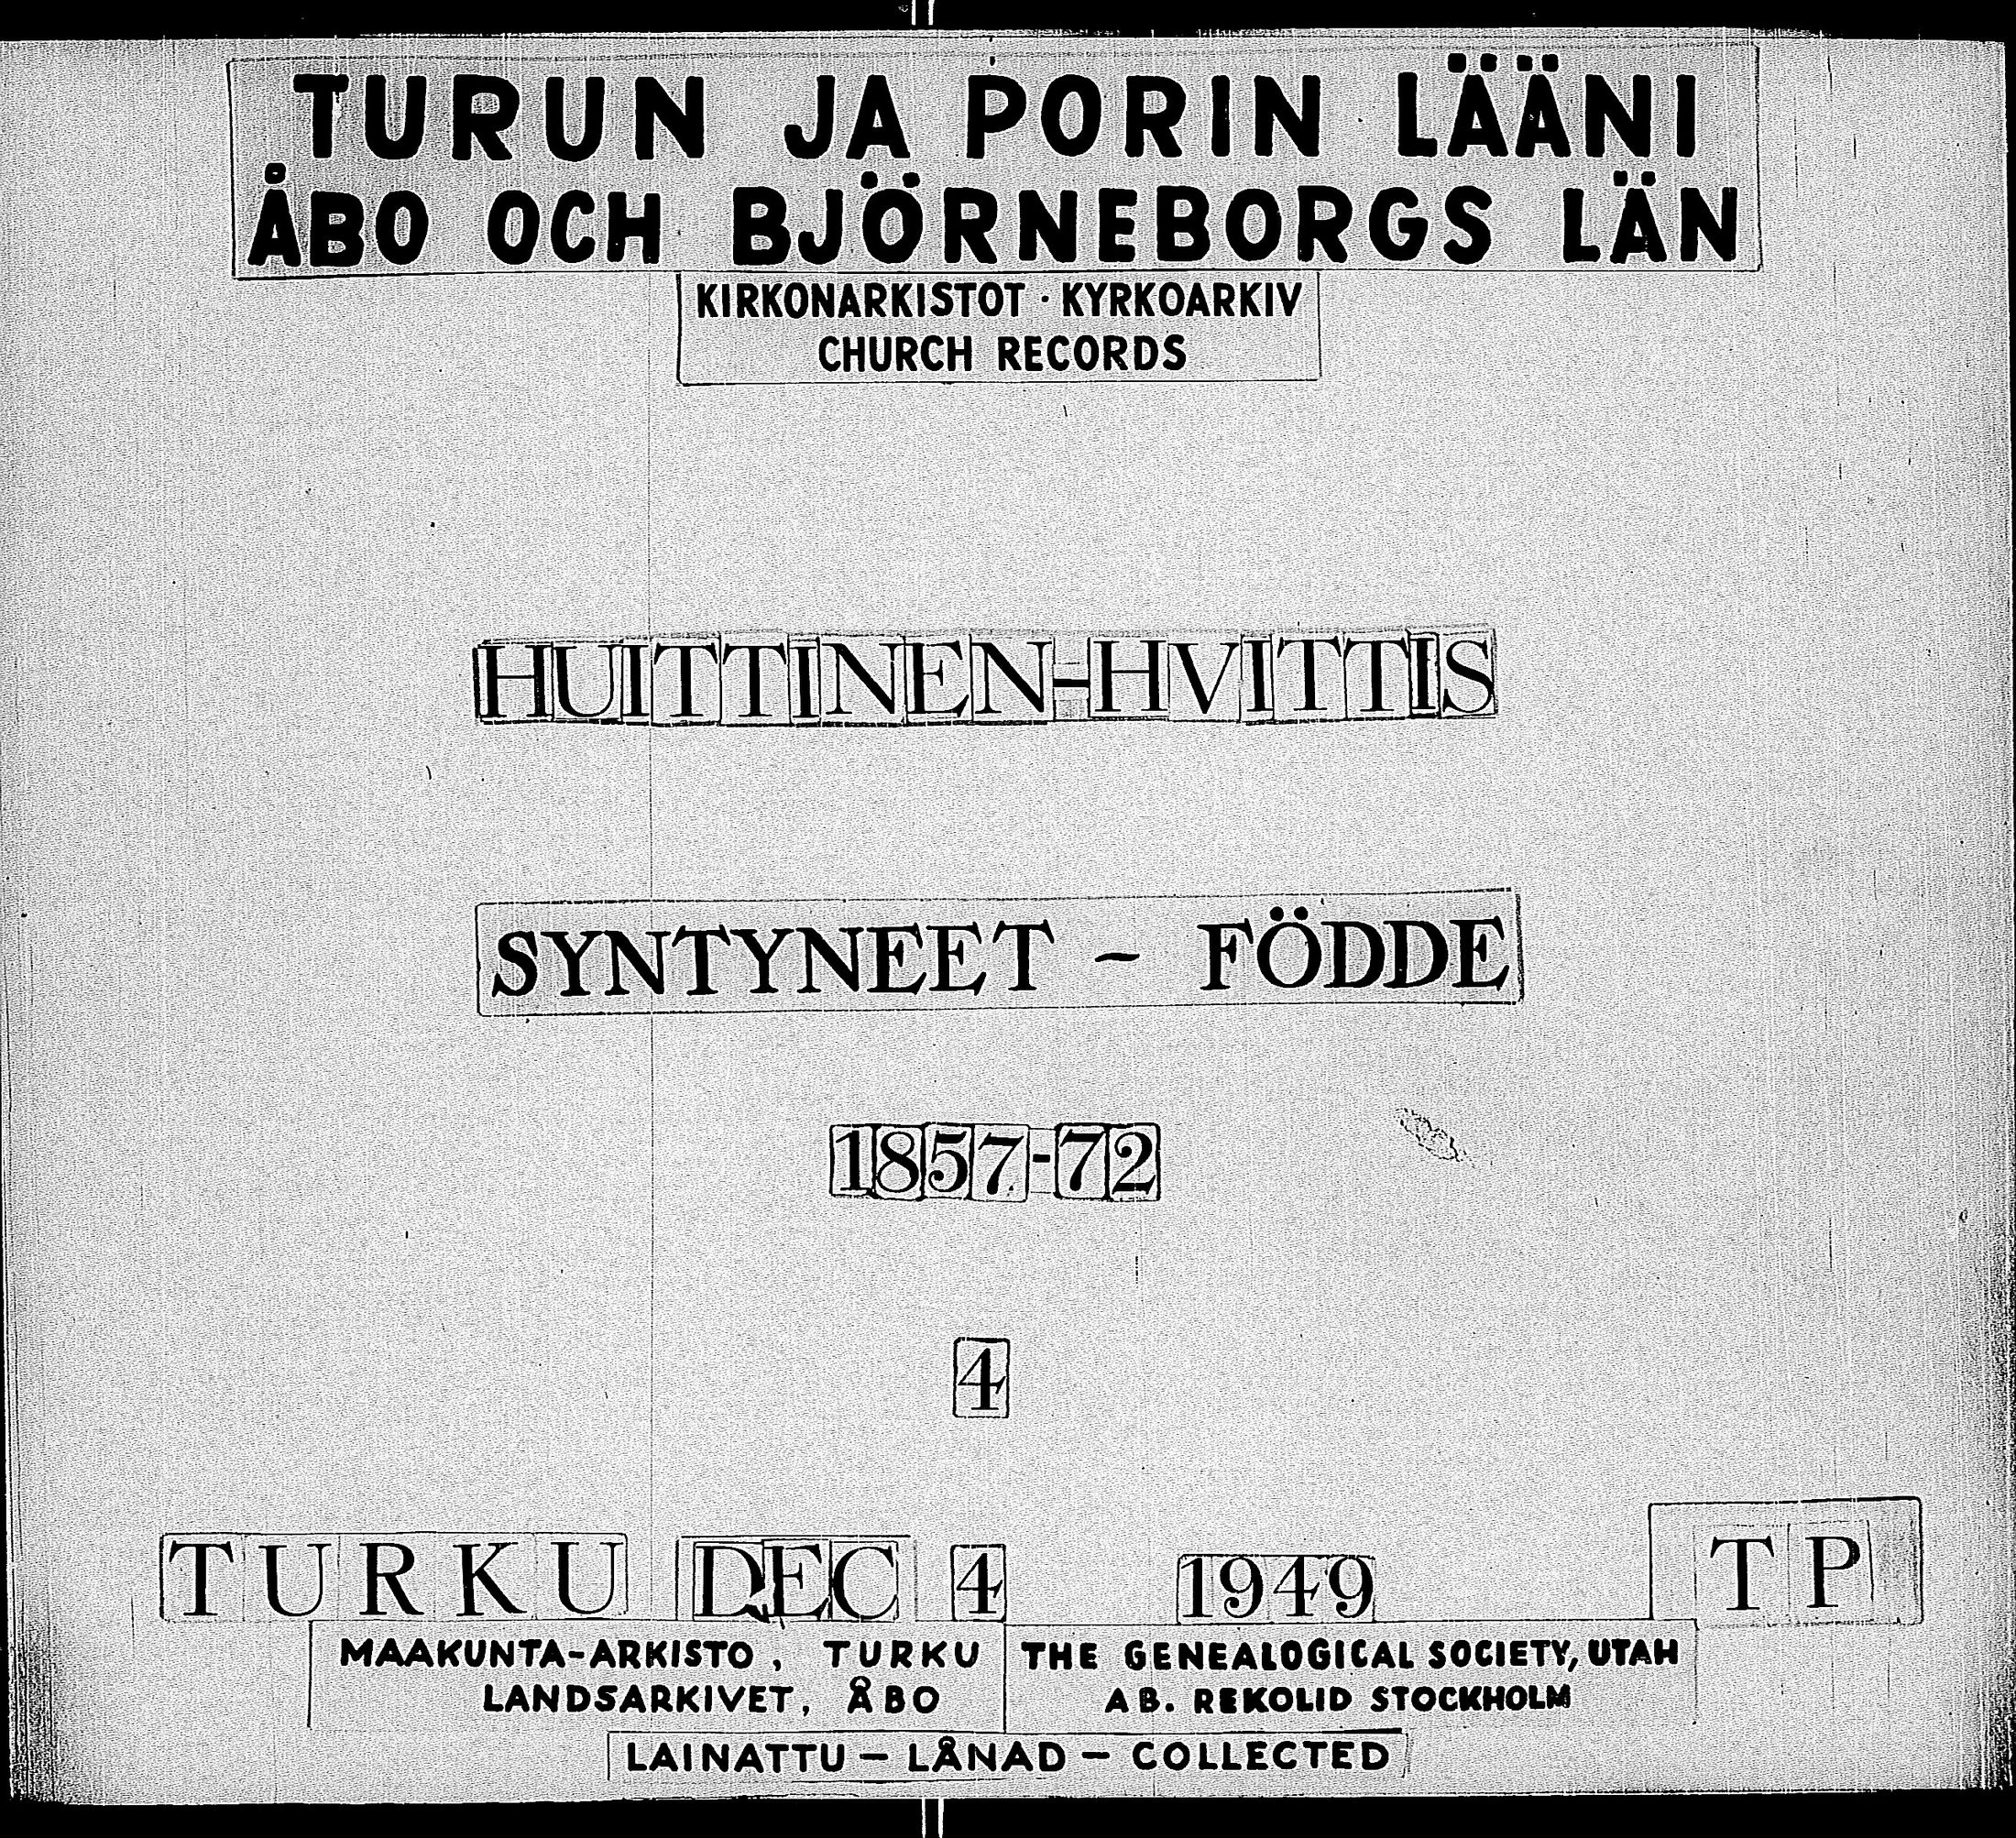 TURUN JA PORIN LÄÄNI
ÅBO OCH BJÖRNEBORGS LÄN
KIRKONARKISTOT · KYRKOARKIV
CHURCH RECORDS
HUITTINEN-HVITTIS
SYNTYNEET - FÖDDE
1857-72
4
TURKU DEC 4 1949 TP
MAAKUNTA-ARKISTO, TURKU
LANDSARKIVET, ÅBO
THE GENEALOGICAL SOCIETY, UTAH
AB. REKOLID STOCKHOLM
LAINATTU — LÅNAD — COLLECTED